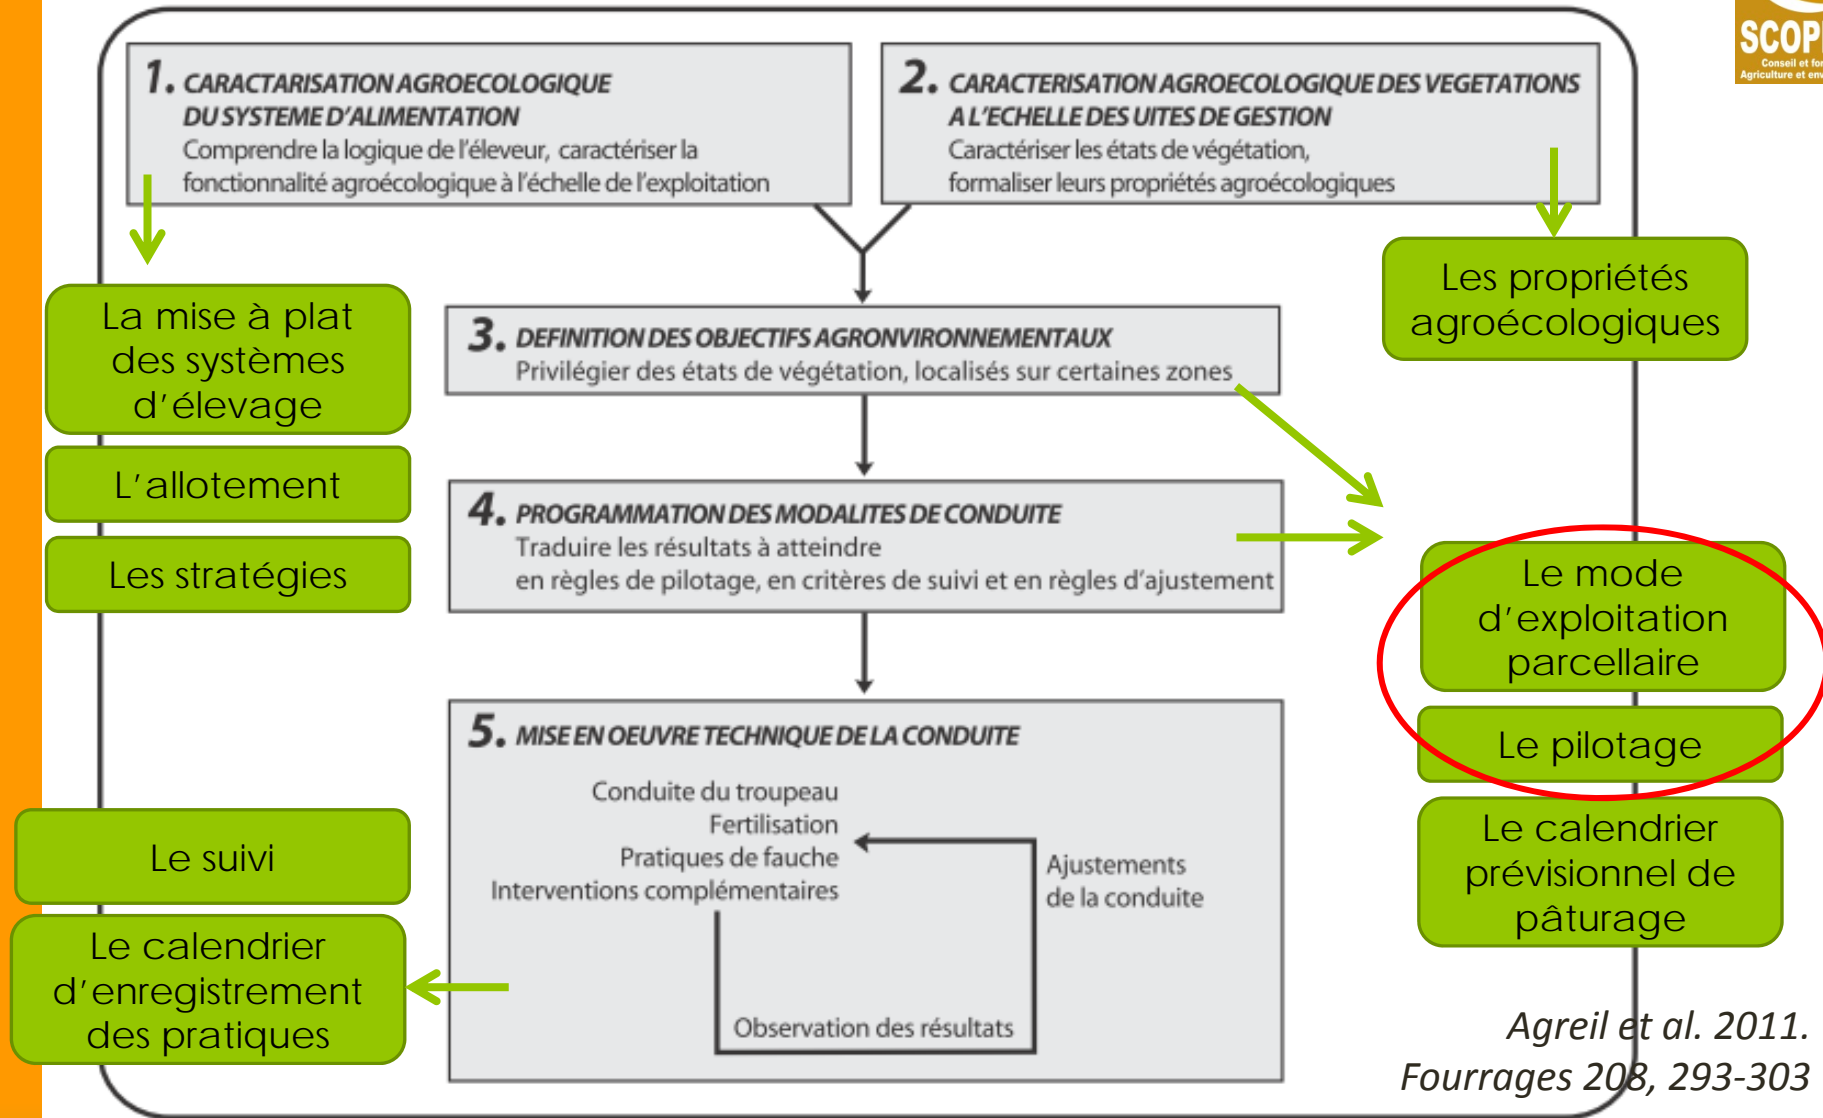 SCOP
Conseil et for
Agriculture et env
1. CARACTARISATION AGROECOLOGIQUE
DU SYSTEME D'ALIMENTATION
Comprendre la logique de l'éleveur, caractériser la
fonctionnalité agroécologique à l'échelle de l'exploitation
2. CARACTERISATION AGROECOLOGIQUE DES VEGETATIONS
A L'ECHELLE DES UITES DE GESTION
Caractériser les états de végétation,
formaliser leurs propriétés agroécologiques
La mise à plat
des systèmes
d'élevage
L'allotement
Les stratégies
Les propriétés
agroécologiques
3. DEFINITION DES OBJECTIFS AGRONVIRONNEMENTAUX
Privilégier des états de végétation, localisés sur certaines zones
4. PROGRAMMATION DES MODALITES DE CONDUITE
Traduire les résultats à atteindre
en règles de pilotage, en critères de suivi et en règles d'ajustement
Le mode
d'exploitation
parcellaire
Le pilotage
Le calendrier
prévisionnel de
pâturage
5. MISE EN OEUVRE TECHNIQUE DE LA CONDUITE
Conduite du troupeau
Fertilisation
Pratiques de fauche
Interventions complémentaires
Ajustements
de la conduite
Observation des résultats
Le suivi
Le calendrier
d'enregistrement
des pratiques
Agreil et al. 2011.
Fourrages 208, 293-303